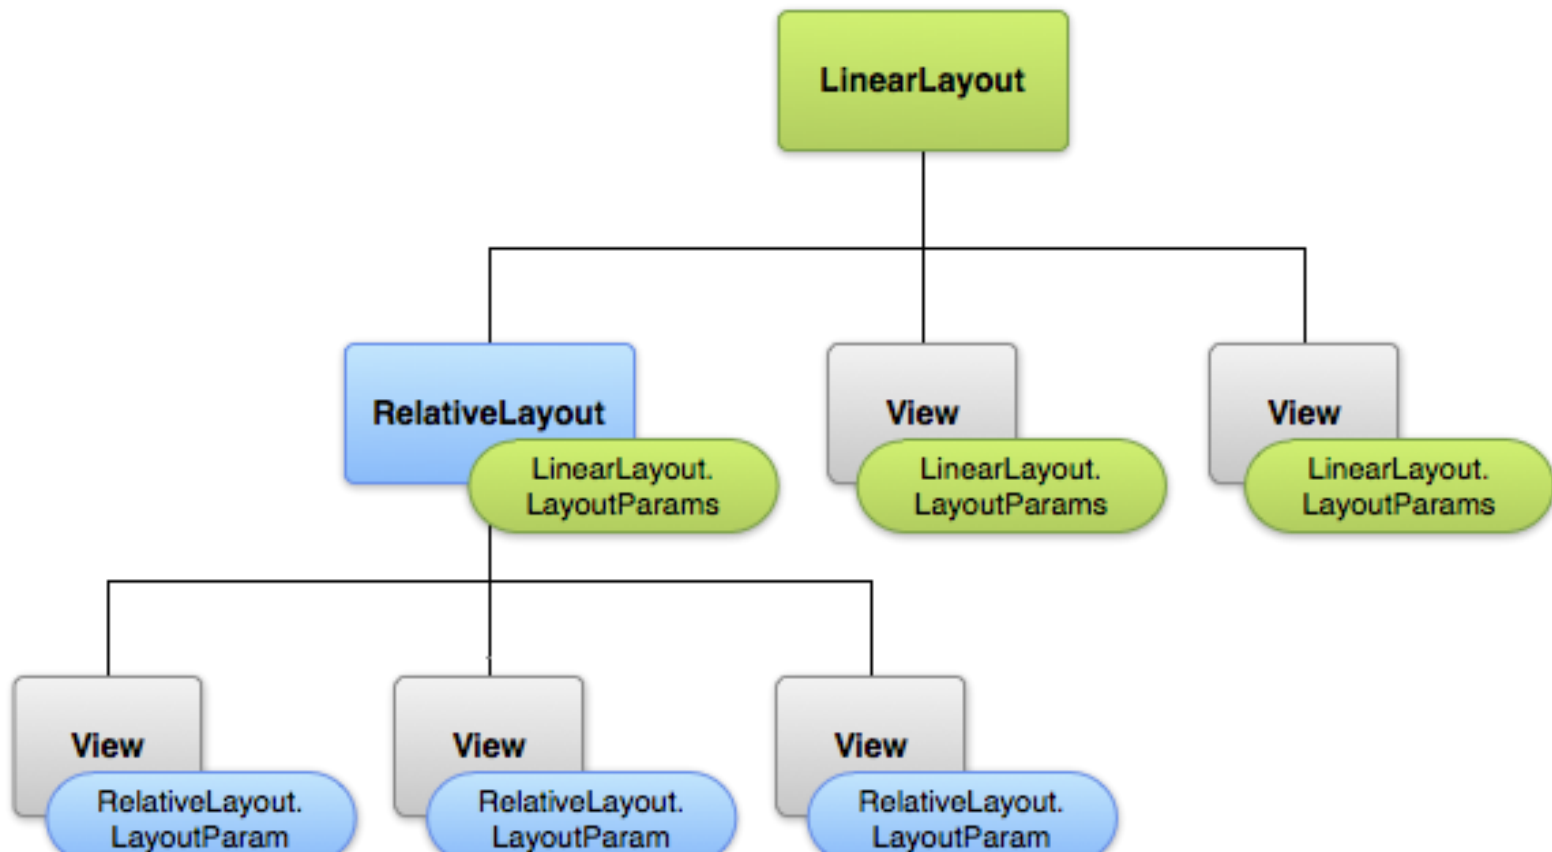 LinearLayout
RelativeLayout
LinearLayout.
LayoutParams
View
LinearLayout.
LayoutParams
View
LinearLayout.
LayoutParams
View
RelativeLayout.
LayoutParam
View
RelativeLayout.
LayoutParam
View
RelativeLayout.
LayoutParam